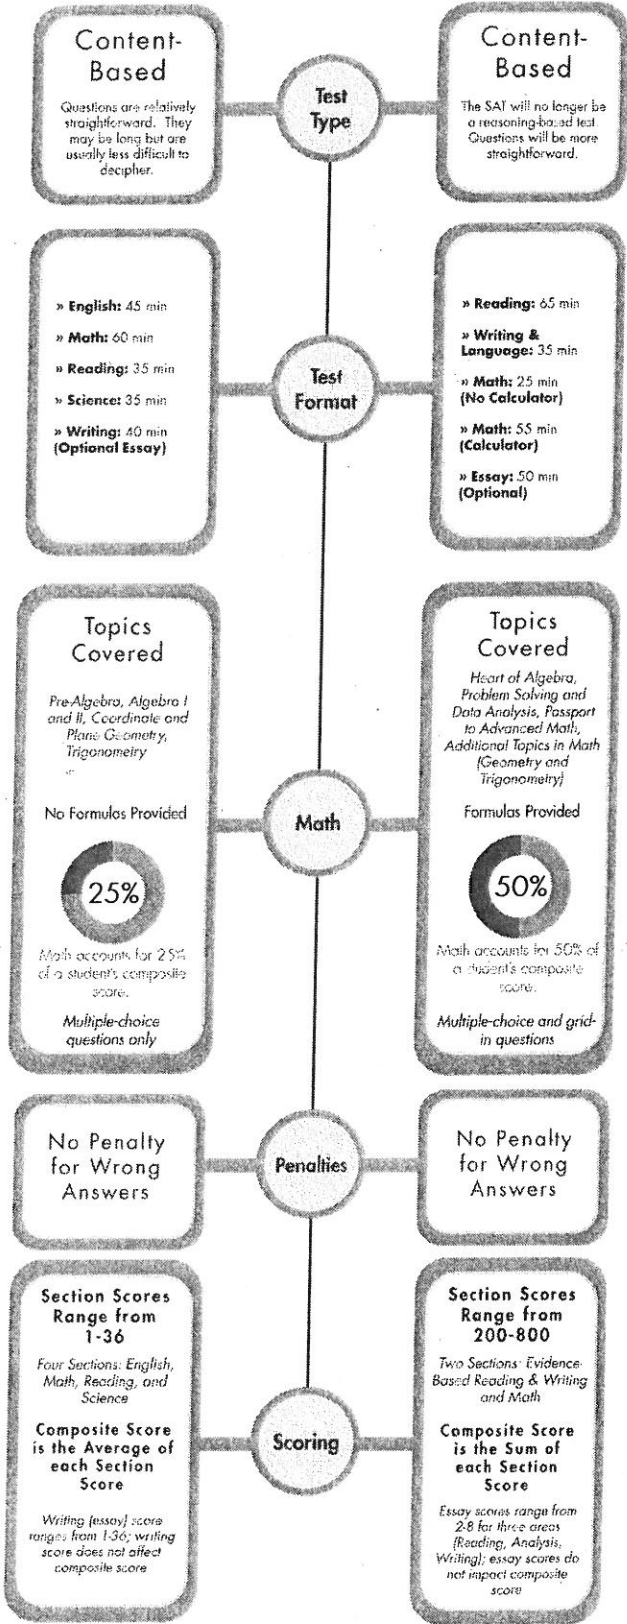 Content-
Based
Questions are relatively
straightforward. They
may be long but are
usually less difficult to
decipher.
Test
Type
Content-
Based
The SAT will no longer be
a reasoning-based test.
Questions will be more
straightforward.
» English: 45 min
» Math: 60 min
» Reading: 35 min
» Science: 35 min
» Writing: 40 min
(Optional Essay)
Test
Format
» Reading: 65 min
» Writing &
Language: 35 min
» Math: 25 min
(No Calculator)
» Math: 55 min
(Calculator)
» Essay: 50 min
(Optional)
Topics
Covered
Pre-Algebra, Algebra I
and II, Coordinate and
Plane Geometry,
Trigonometry
No Formulas Provided
25%
Math accounts for 25%
of a student's composite
score.
Multiple-choice
questions only
Math
Topics
Covered
Heart of Algebra,
Problem Solving and
Data Analysis, Passport
to Advanced Math,
Additional Topics in Math
(Geometry and
Trigonometry)
Formulas Provided
50%
Math accounts for 50% of
a student's composite
score.
Multiple-choice and grid-
in questions
No Penalty
for Wrong
Answers
Penalties
No Penalty
for Wrong
Answers
Section Scores
Range from
1-36
Four Sections: English,
Math, Reading, and
Science
Composite Score
is the Average of
each Section
Score
Writing (essay) score
ranges from 1-36; writing
score does not affect
composite score
Scoring
Section Scores
Range from
200-800
Two Sections: Evidence-
Based Reading & Writing
and Math
Composite Score
is the Sum of
each Section
Score
Essay scores range from
2-8 for three areas
(Reading, Analysis,
Writing); essay scores do
not impact composite
score